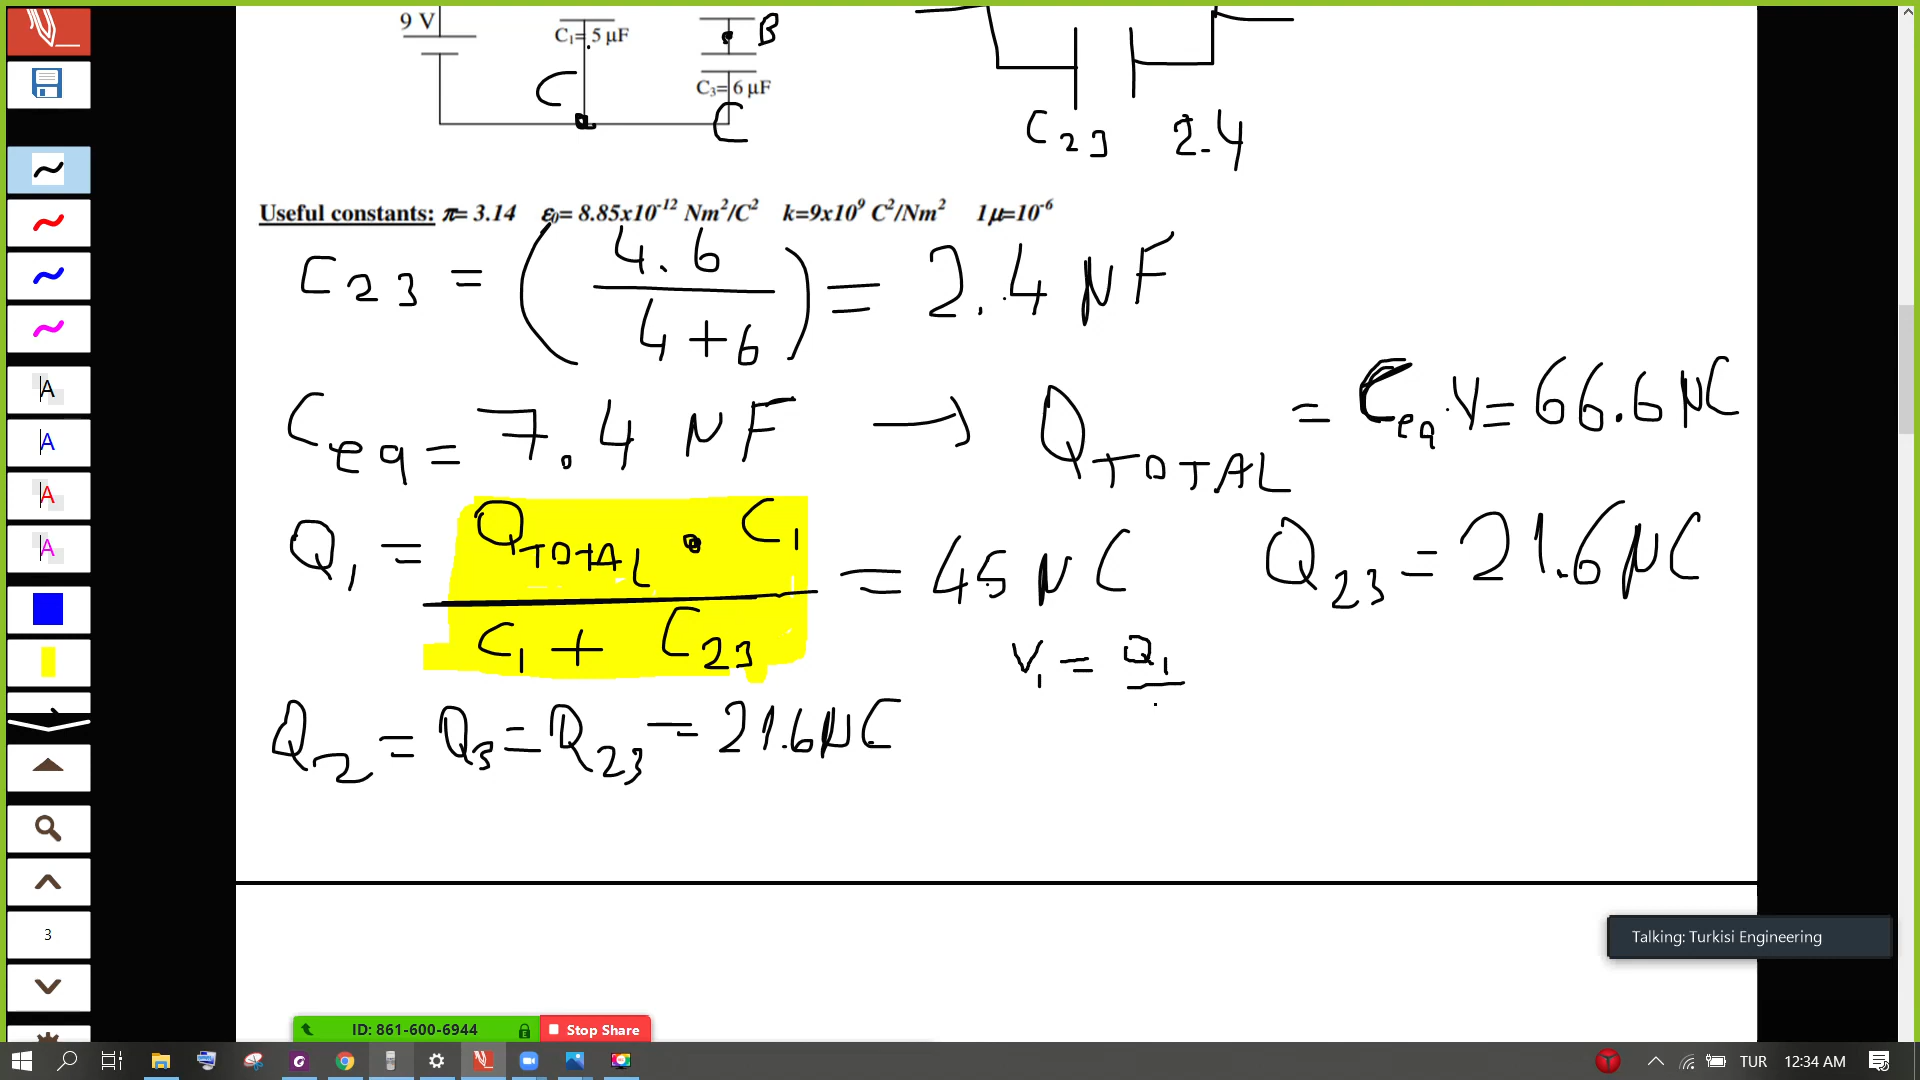 9 V
C₁= 5 μF
B
C
C₃= 6 μF
C
C23 2.4
Useful constants: π= 3.14 ε₀= 8.85x10⁻¹² Nm²/C² k=9x10⁹ C²/Nm² 1μ=10⁻⁶
C23 = (4.6 / 4+6) = 2.4 μF
Ceq = 7.4 μF → QTOTAL = Ceq.V = 66.6 μC
Q1 = QTOTAL . C1 / C1 + C23 = 45 μC Q23 = 21.6 μC
V1 = Q1
Q2 = Q3 = Q23 = 21.6 μC
A
A
A
A
3
Talking: Turkisi Engineering
ID: 861-600-6944 Stop Share
TUR 12:34 AM